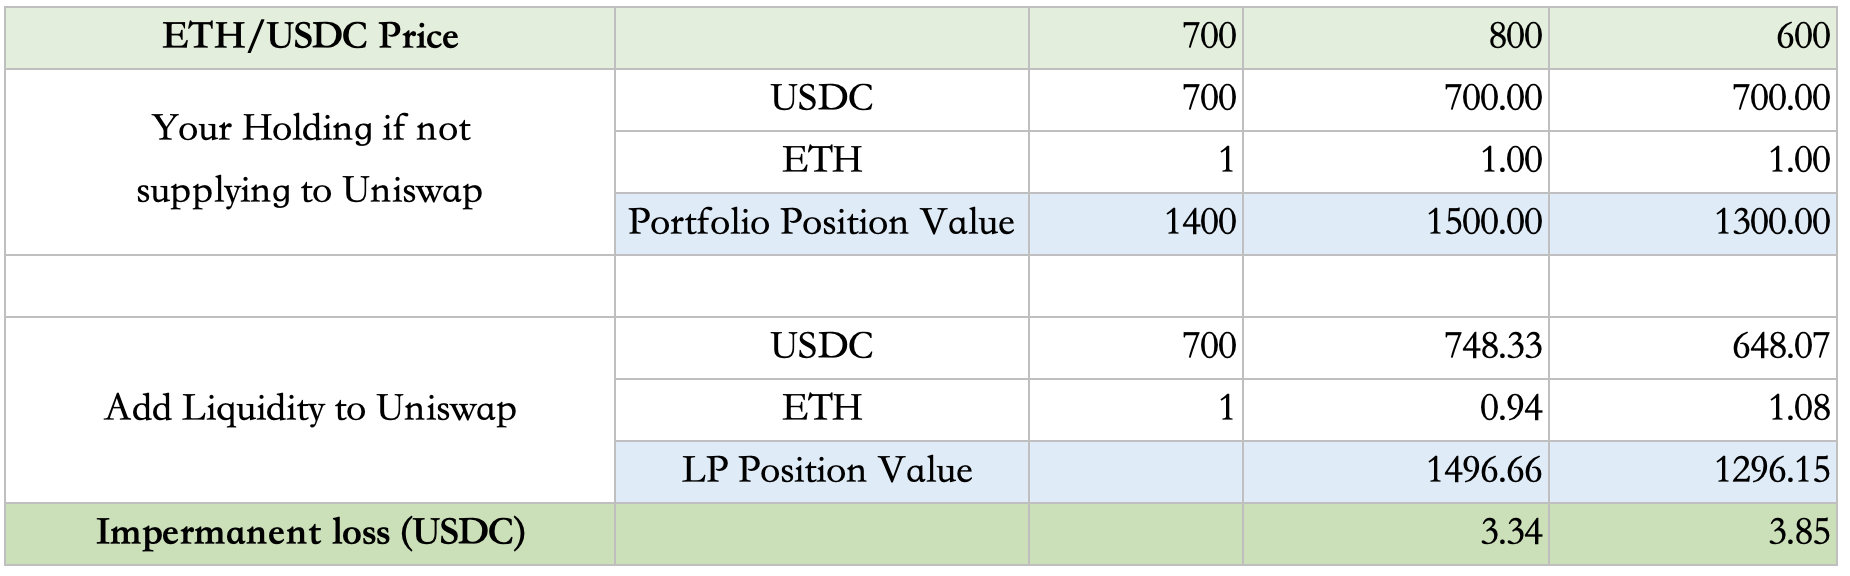 ETH/USDC Price 700 800 600
USDC 700 700.00 700.00
Your Holding if not
supplying to Uniswap
ETH 1 1.00 1.00
Portfolio Position Value 1400 1500.00 1300.00
USDC 700 748.33 648.07
Add Liquidity to Uniswap ETH 1 0.94 1.08
LP Position Value 1496.66 1296.15
Impermanent loss (USDC) 3.34 3.85